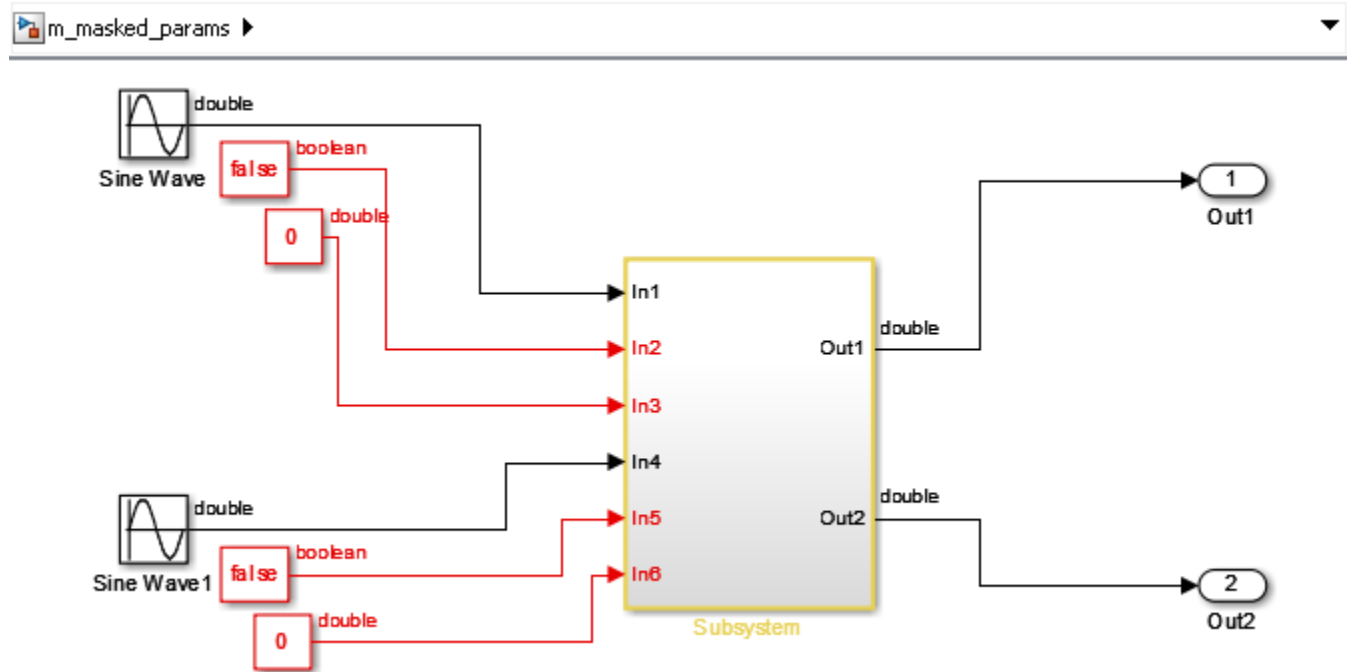 m_masked_params
double
Sine Wave
boolean
false
double
0
In1
In2
In3
In4
In5
In6
Out1
Out2
Subsystem
double
1
Out1
double
2
Out2
double
Sine Wave1
boolean
false
double
0